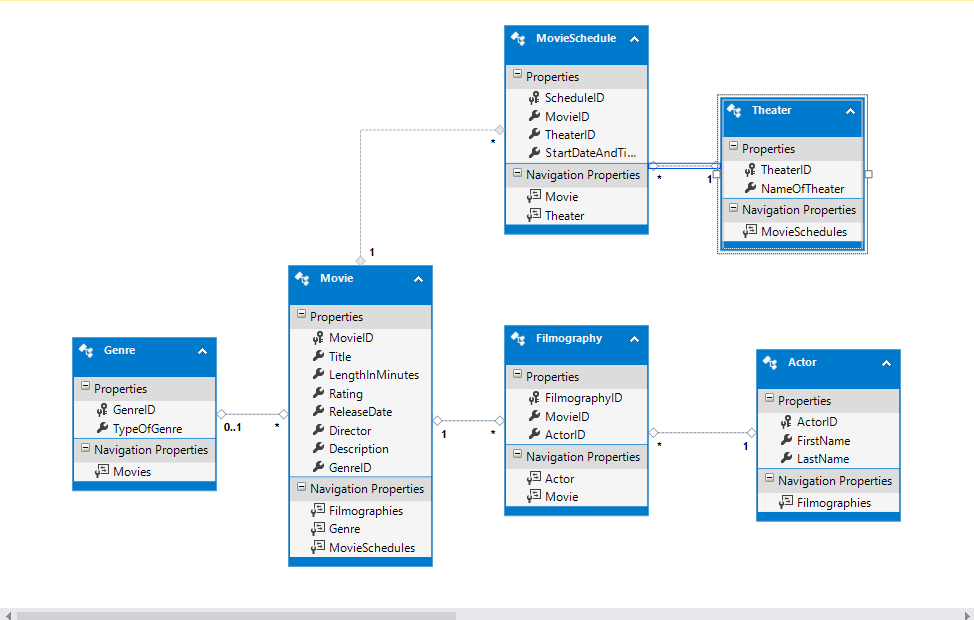 MovieSchedule
Properties
ScheduleID
MovieID
TheaterID
StartDateAndTi...
Navigation Properties
Movie
Theater
*
*
1
Theater
Properties
TheaterID
NameOfTheater
Navigation Properties
MovieSchedules
1
Movie
Properties
MovieID
Title
LengthInMinutes
Rating
ReleaseDate
Director
Description
GenreID
Navigation Properties
Filmographies
Genre
MovieSchedules
Genre
Properties
GenreID
TypeOfGenre
Navigation Properties
Movies
0..1
*
1
*
Filmography
Properties
FilmographyID
MovieID
ActorID
Navigation Properties
Actor
Movie
*
1
Actor
Properties
ActorID
FirstName
LastName
Navigation Properties
Filmographies